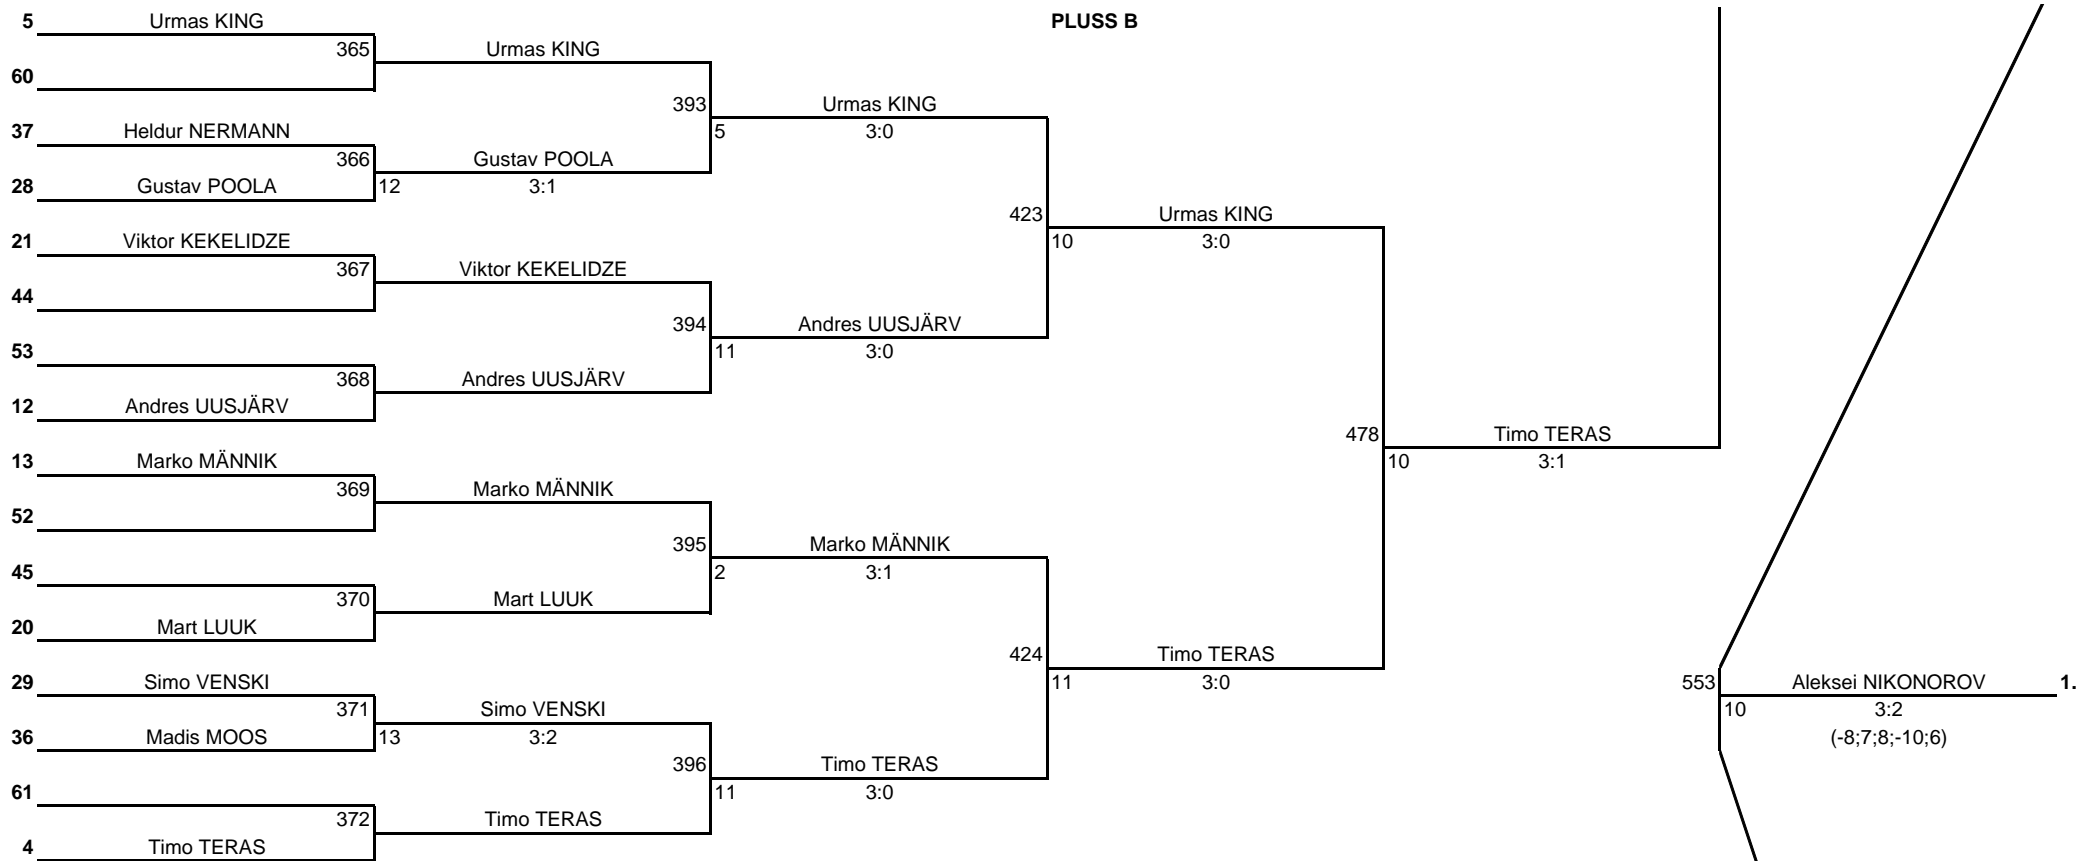 5 Urmas KING PLUSS B
365 Urmas KING
60
393 Urmas KING
37 Heldur NERMANN 5 3:0
366 Gustav POOLA
28 Gustav POOLA 12 3:1
423 Urmas KING
21 Viktor KEKELIDZE 10 3:0
367 Viktor KEKELIDZE
44
394 Andres UUSJÄRV
53 11 3:0
368 Andres UUSJÄRV
12 Andres UUSJÄRV
478 Timo TERAS
13 Marko MÄNNIK 10 3:1
369 Marko MÄNNIK
52
395 Marko MÄNNIK
45 2 3:1
370 Mart LUUK
20 Mart LUUK
424 Timo TERAS
29 Simo VENSKI 11 3:0 553 Aleksei NIKONOROV 1.
371 Simo VENSKI 10 3:2
36 Madis MOOS 13 3:2 (-8;7;8;-10;6)
396 Timo TERAS
61 11 3:0
372 Timo TERAS
4 Timo TERAS